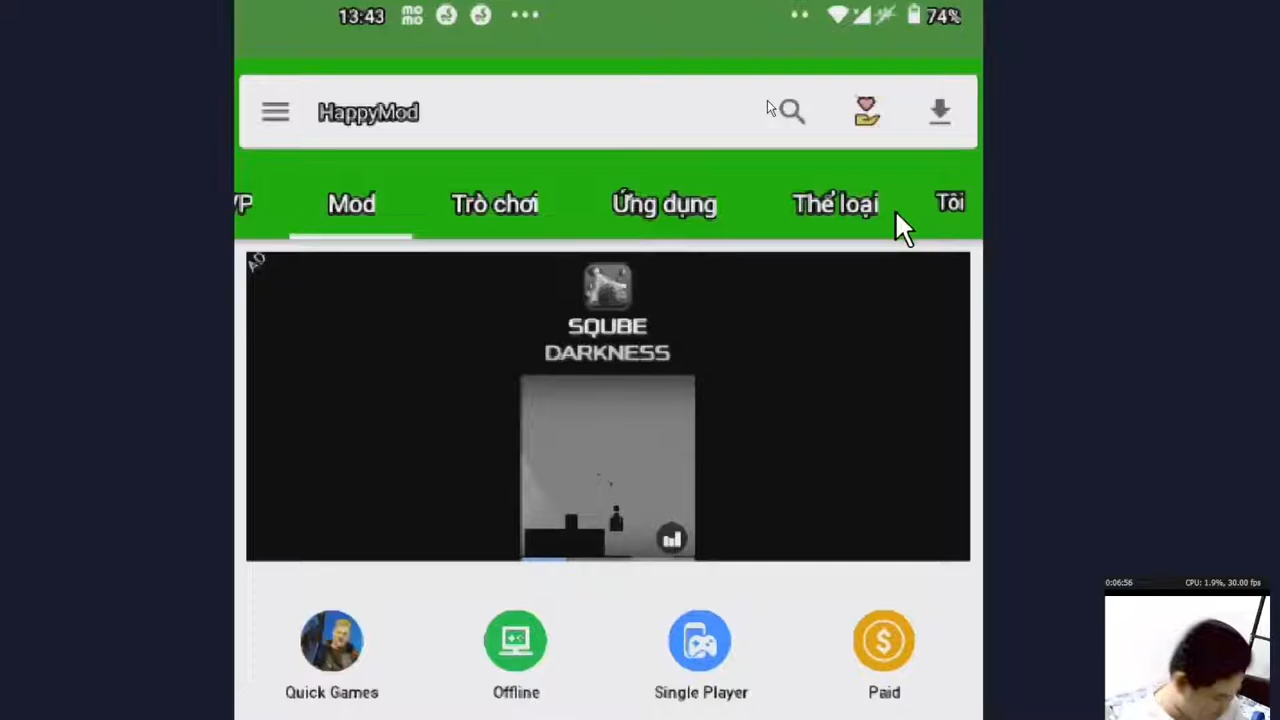 13:43 74%
HappyMod
VP Mod Trò chơi Ứng dụng Thể loại Tôi
AD
SQUBE
DARKNESS
Quick Games Offline Single Player Paid
0:06:56 CPU: 1.9%, 30.00 fps